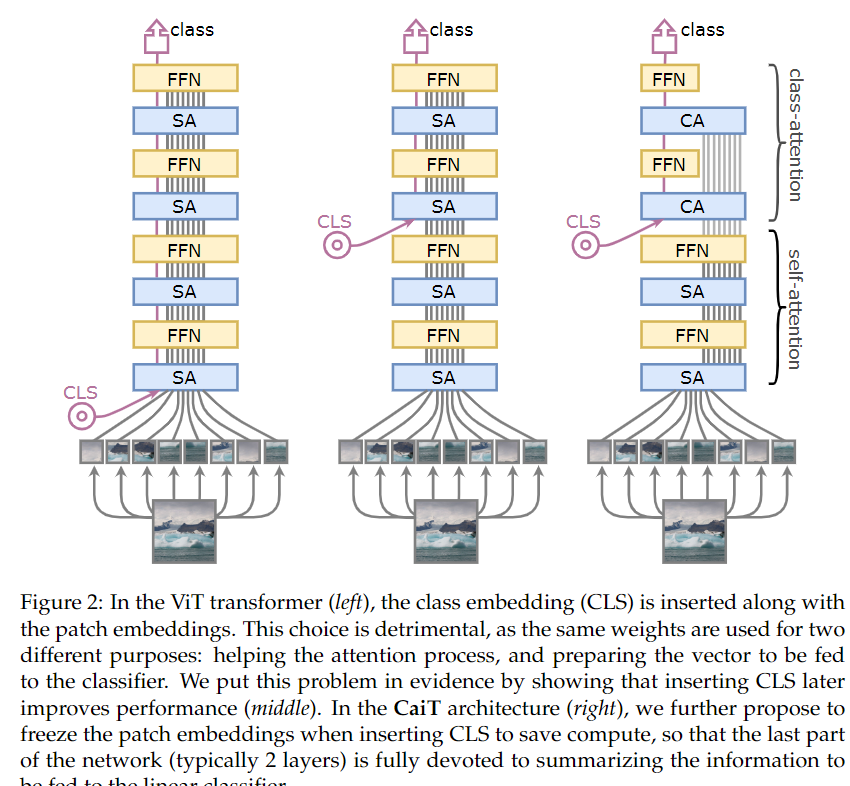 class
FFN
SA
FFN
SA
FFN
SA
FFN
SA
CLS
class
FFN
SA
FFN
SA
CLS
FFN
SA
FFN
SA
class
FFN
CA
FFN
CA
CLS
FFN
SA
FFN
SA
class-attention
self-attention
Figure 2: In the ViT transformer (left), the class embedding (CLS) is inserted along with
the patch embeddings. This choice is detrimental, as the same weights are used for two
different purposes: helping the attention process, and preparing the vector to be fed
to the classifier. We put this problem in evidence by showing that inserting CLS later
improves performance (middle). In the CaiT architecture (right), we further propose to
freeze the patch embeddings when inserting CLS to save compute, so that the last part
of the network (typically 2 layers) is fully devoted to summarizing the information to
be fed to the linear classifier.